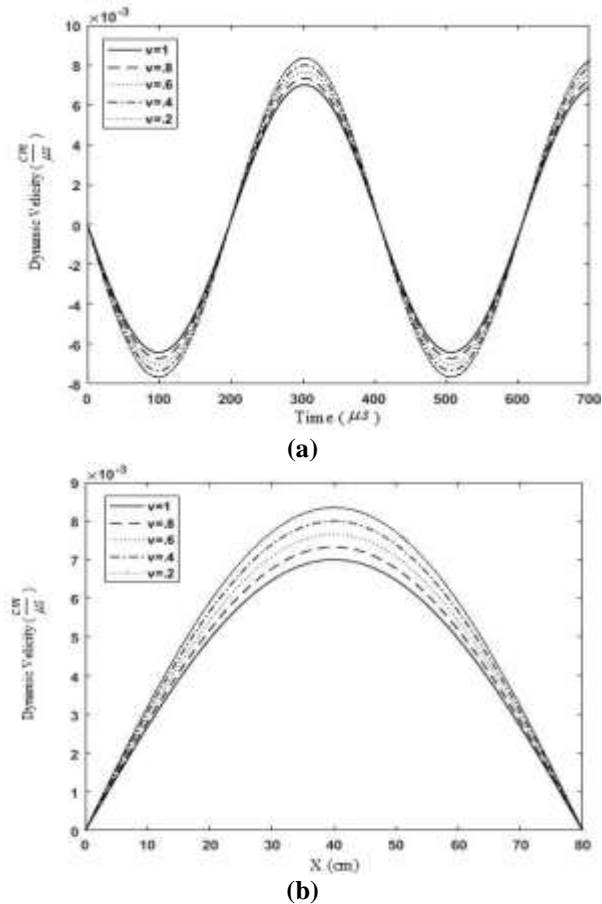 ×10⁻³
10
8
6
4
2
0
-2
-4
-6
-8
Dynamic Velocity (cm/μs)
v=1
v=.8
v=.6
v=.4
v=.2
0 100 200 300 400 500 600 700
Time (μs)
(a)
×10⁻³
9
8
7
6
5
4
3
2
1
0
Dynamic Velicity (cm/μs)
v=1
v=.8
v=.6
v=.4
v=.2
0 10 20 30 40 50 60 70 80
X (cm)
(b)